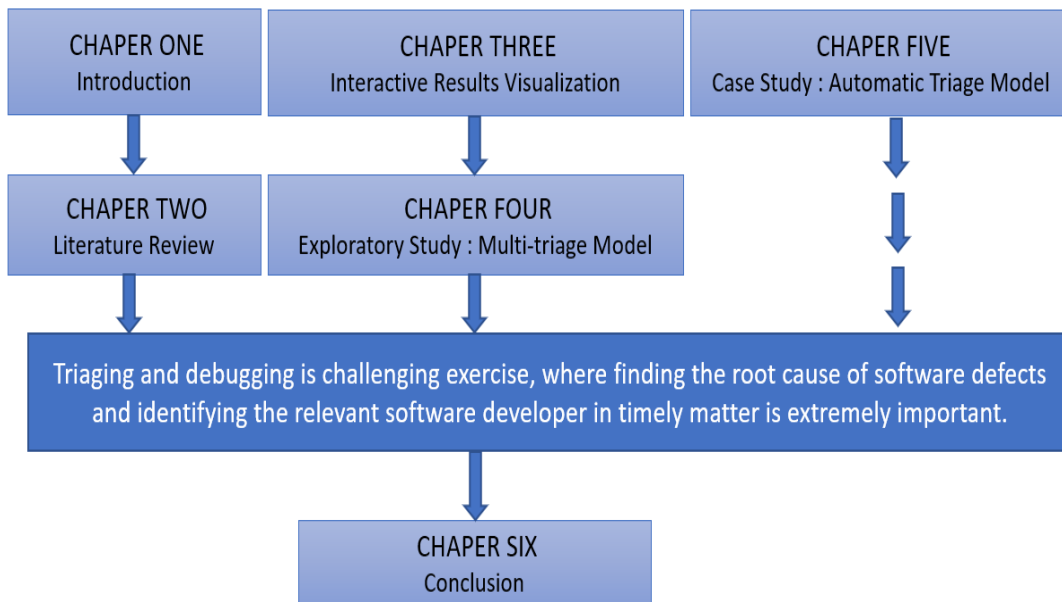 CHAPER ONE
Introduction
CHAPER THREE
Interactive Results Visualization
CHAPER FIVE
Case Study : Automatic Triage Model
CHAPER TWO
Literature Review
CHAPER FOUR
Exploratory Study : Multi-triage Model
Triaging and debugging is challenging exercise, where finding the root cause of software defects
and identifying the relevant software developer in timely matter is extremely important.
CHAPER SIX
Conclusion